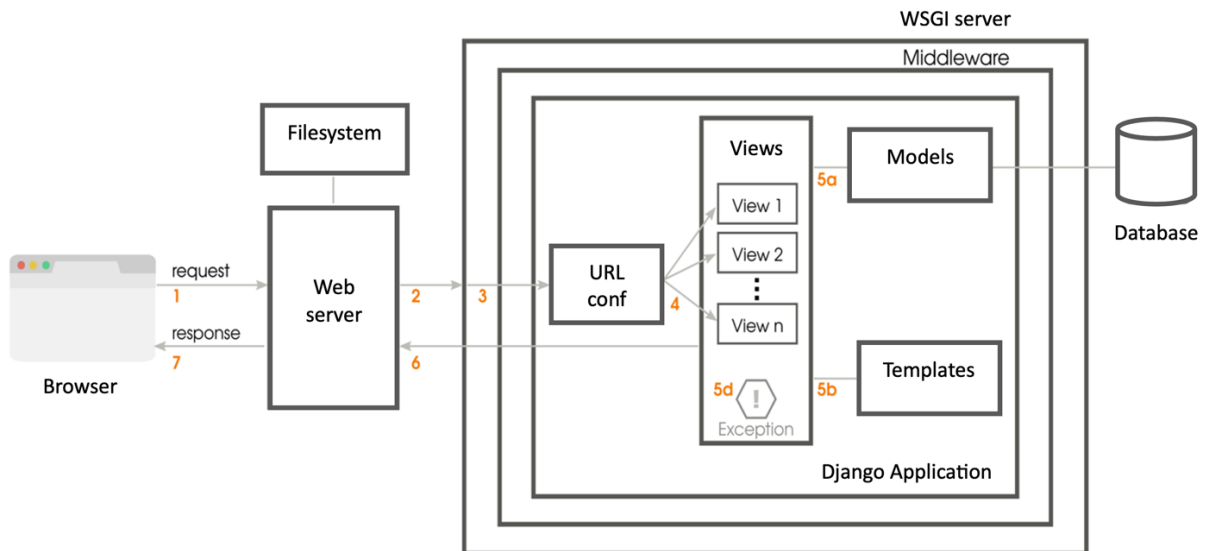 WSGI server
Middleware
Filesystem
Views
Models
5a
View 1
Database
View 2
request
URL
conf
Web
server
1
2
3
4
View n
response
7
6
Templates
Browser
5d
!
5b
Exception
Django Application